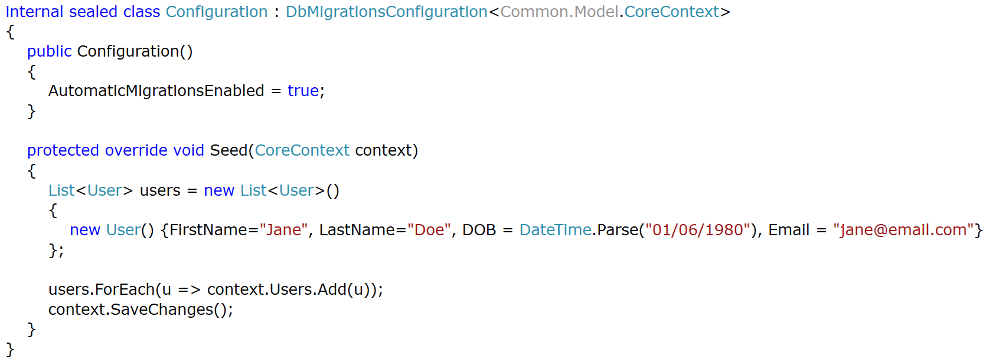 internal sealed class Configuration : DbMigrationsConfiguration<Common.Model.CoreContext>
{
public Configuration()
{
AutomaticMigrationsEnabled = true;
}
protected override void Seed(CoreContext context)
{
List<User> users = new List<User>()
{
new User() {FirstName="Jane", LastName="Doe", DOB = DateTime.Parse("01/06/1980"), Email = "jane@email.com"}
};
users.ForEach(u => context.Users.Add(u));
context.SaveChanges();
}
}